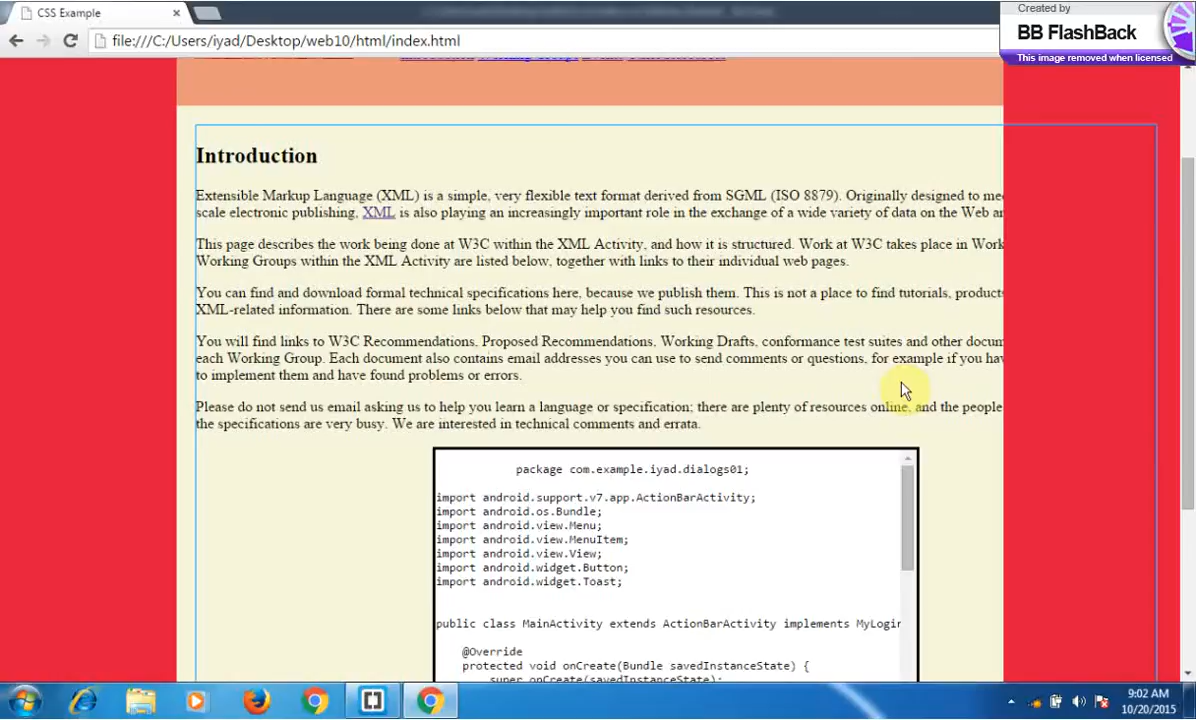 CSS Example
Created by
BB FlashBack
This image removed when licensed
file:///C:/Users/iyad/Desktop/web10/html/index.html
Introduction
Extensible Markup Language (XML) is a simple, very flexible text format derived from SGML (ISO 8879). Originally designed to
scale electronic publishing, XML is also playing an increasingly important role in the exchange of a wide variety of data on the Web
This page describes the work being done at W3C within the XML Activity, and how it is structured. Work at W3C takes place in Work
Working Groups within the XML Activity are listed below, together with links to their individual web pages.
You can find and download formal technical specifications here, because we publish them. This is not a place to find tutorials, products
XML-related information. There are some links below that may help you find such resources.
You will find links to W3C Recommendations, Proposed Recommendations, Working Drafts, conformance test suites and other docum
each Working Group. Each document also contains email addresses you can use to send comments or questions, for example if you hav
to implement them and have found problems or errors.
Please do not send us email asking us to help you learn a language or specification; there are plenty of resources online, and the people
the specifications are very busy. We are interested in technical comments and errata.
package com.example.iyad.dialogs01;
import android.support.v7.app.ActionBarActivity;
import android.os.Bundle;
import android.view.Menu;
import android.view.MenuItem;
import android.view.View;
import android.widget.Button;
import android.widget.Toast;
public class MainActivity extends ActionBarActivity implements MyLogin
@Override
protected void onCreate(Bundle savedInstanceState) {
super.onCreate(savedInstanceState);
9:02 AM
10/20/2015